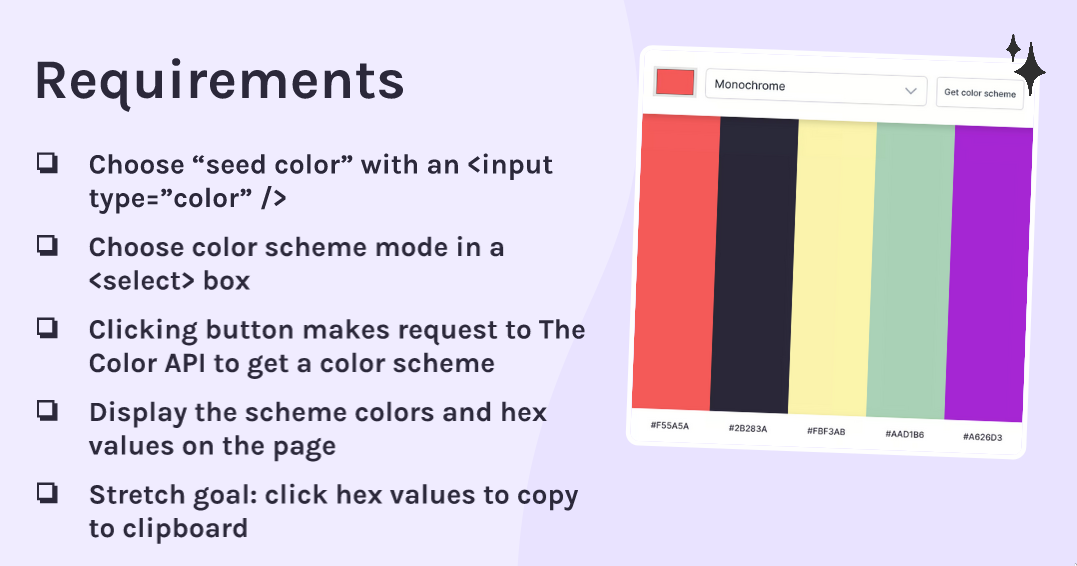 Requirements
Choose “seed color” with an <input
type=”color” />
Choose color scheme mode in a
<select> box
Clicking button makes request to The
Color API to get a color scheme
Display the scheme colors and hex
values on the page
Stretch goal: click hex values to copy
to clipboard
Monochrome
Get color scheme
#F55A5A
#2B283A
#FBF3AB
#AAD1B6
#A626D3